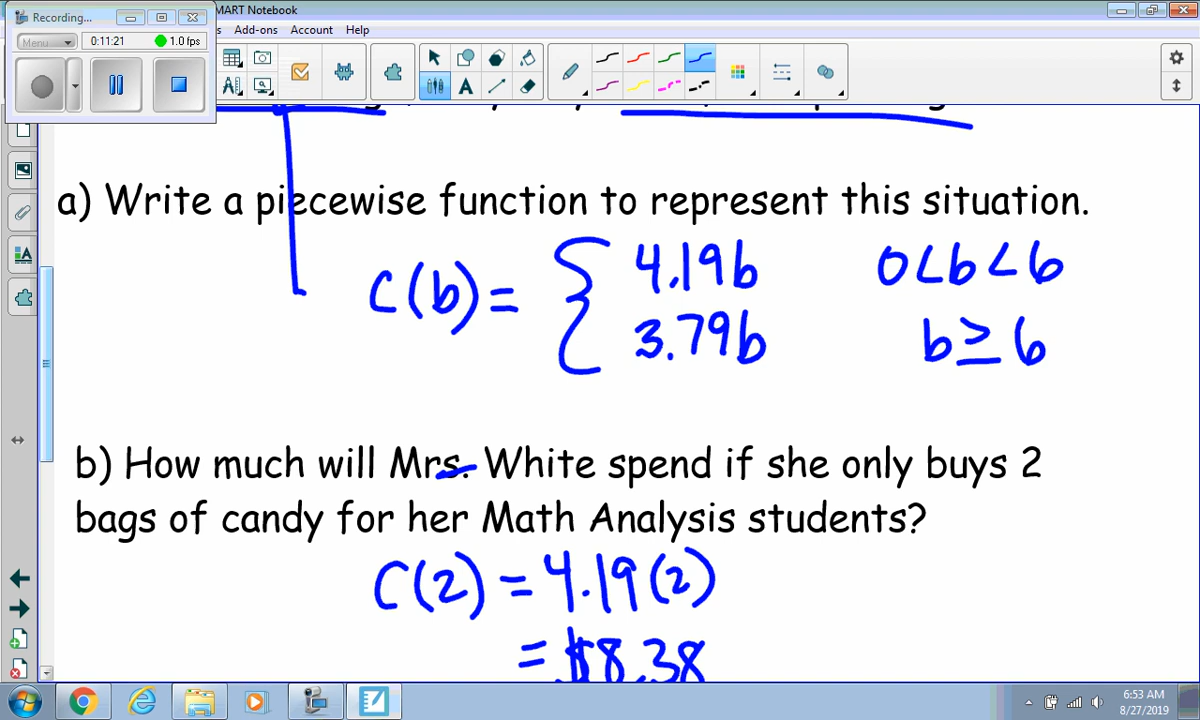 Recording...
MART Notebook
Menu
0:11:21
1.0 fps
Add-ons
Account
Help
a) Write a piecewise function to represent this situation.
C(b) = { 4.19b 0<b<6
3.79b b≥6
b) How much will Mrs. White spend if she only buys 2
bags of candy for her Math Analysis students?
C(2) = 4.19(2)
= $8.38
6:53 AM
8/27/2019